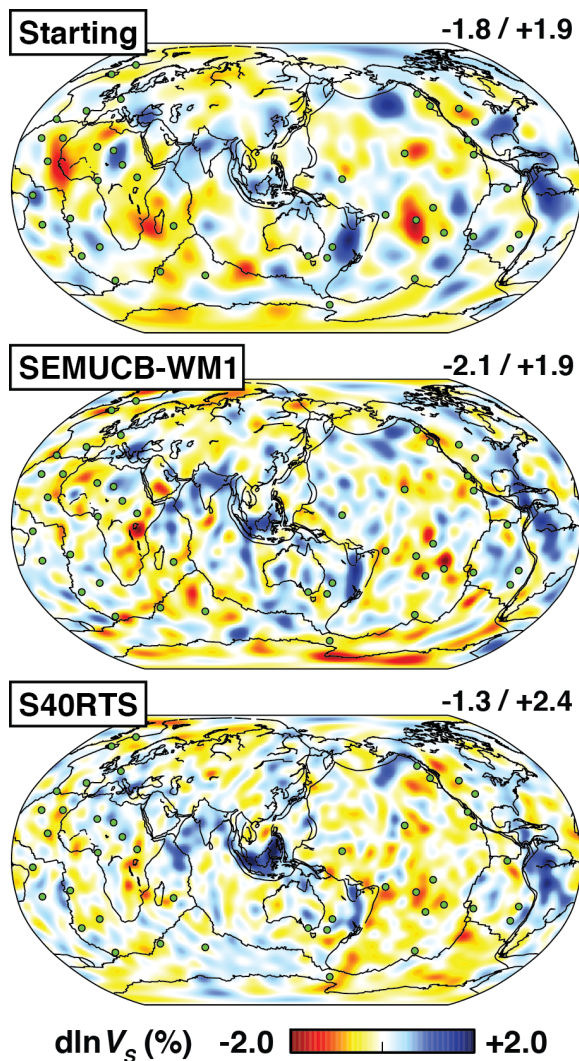 Starting
-1.8 / +1.9
SEMUCB-WM1
-2.1 / +1.9
S40RTS
-1.3 / +2.4
dln Vs (%) -2.0 +2.0